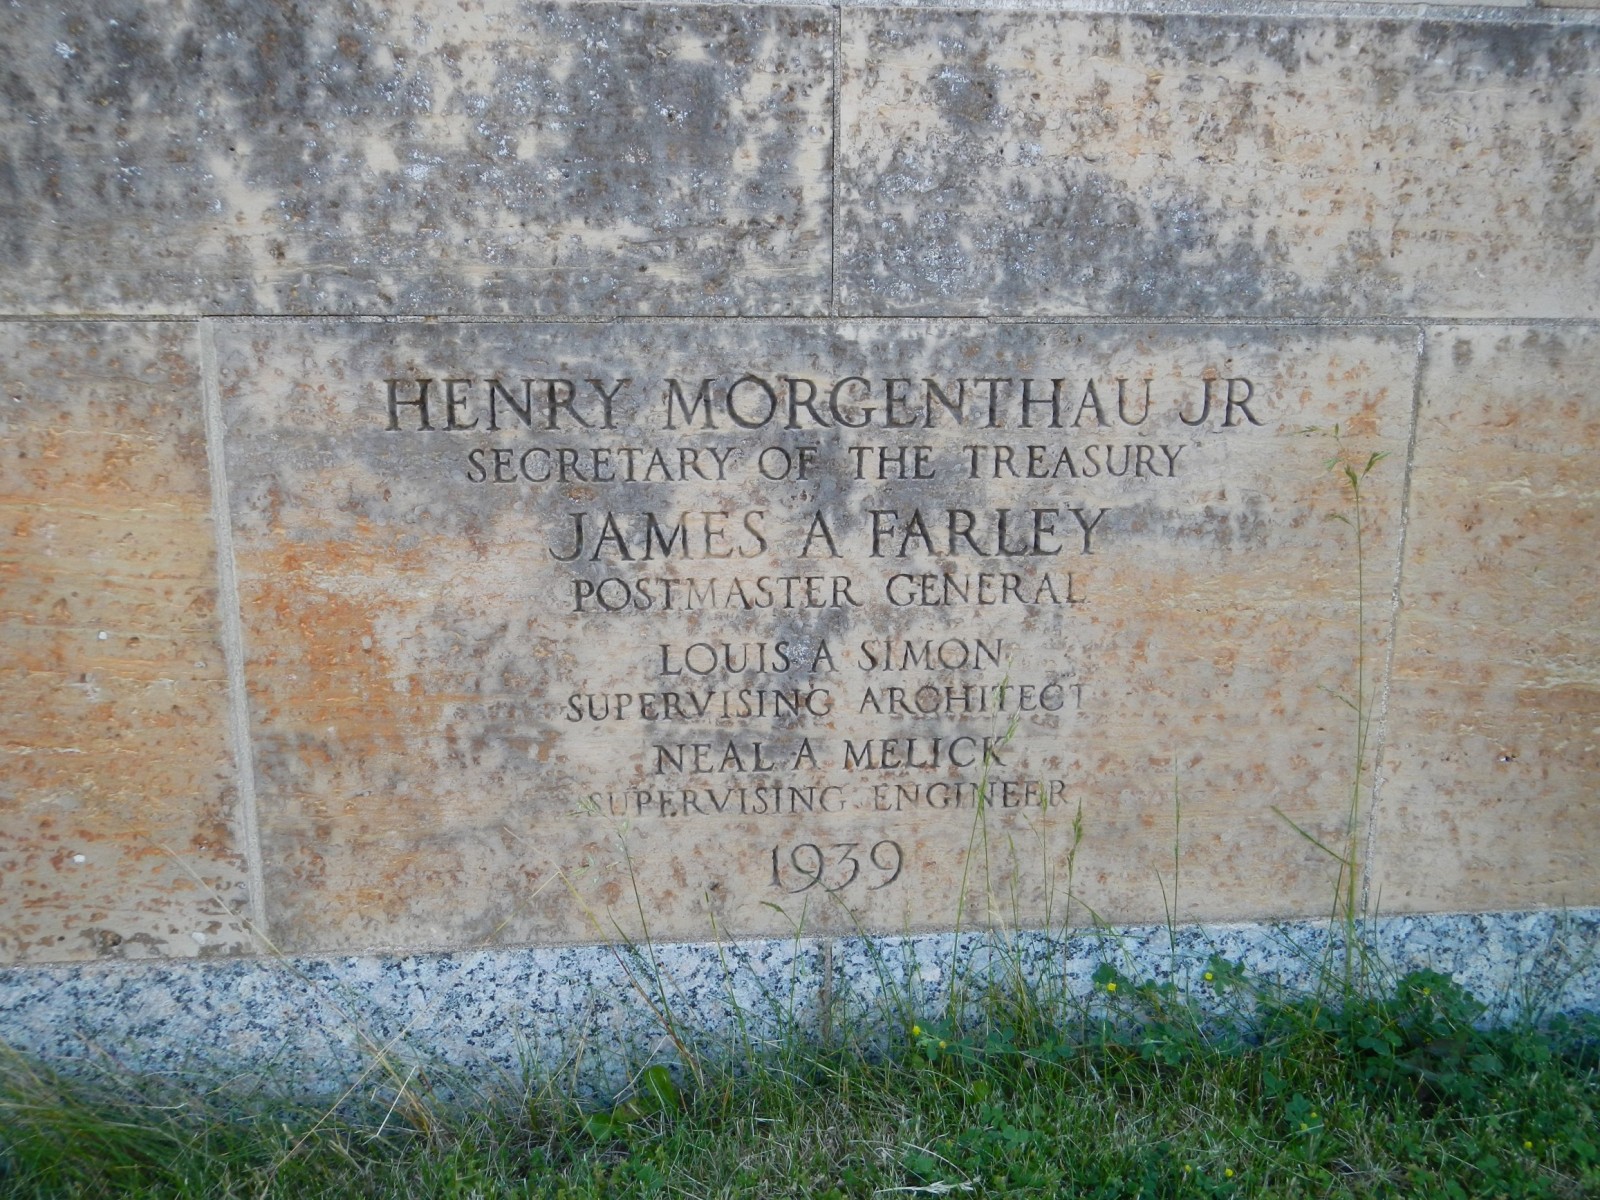 HENRY MORGENTHAU JR
SECRETARY OF THE TREASURY
JAMES A FARLEY
POSTMASTER GENERAL
LOUIS A SIMON
SUPERVISING ARCHITECT
NEAL A MELICK
SUPERVISING ENGINEER
1939